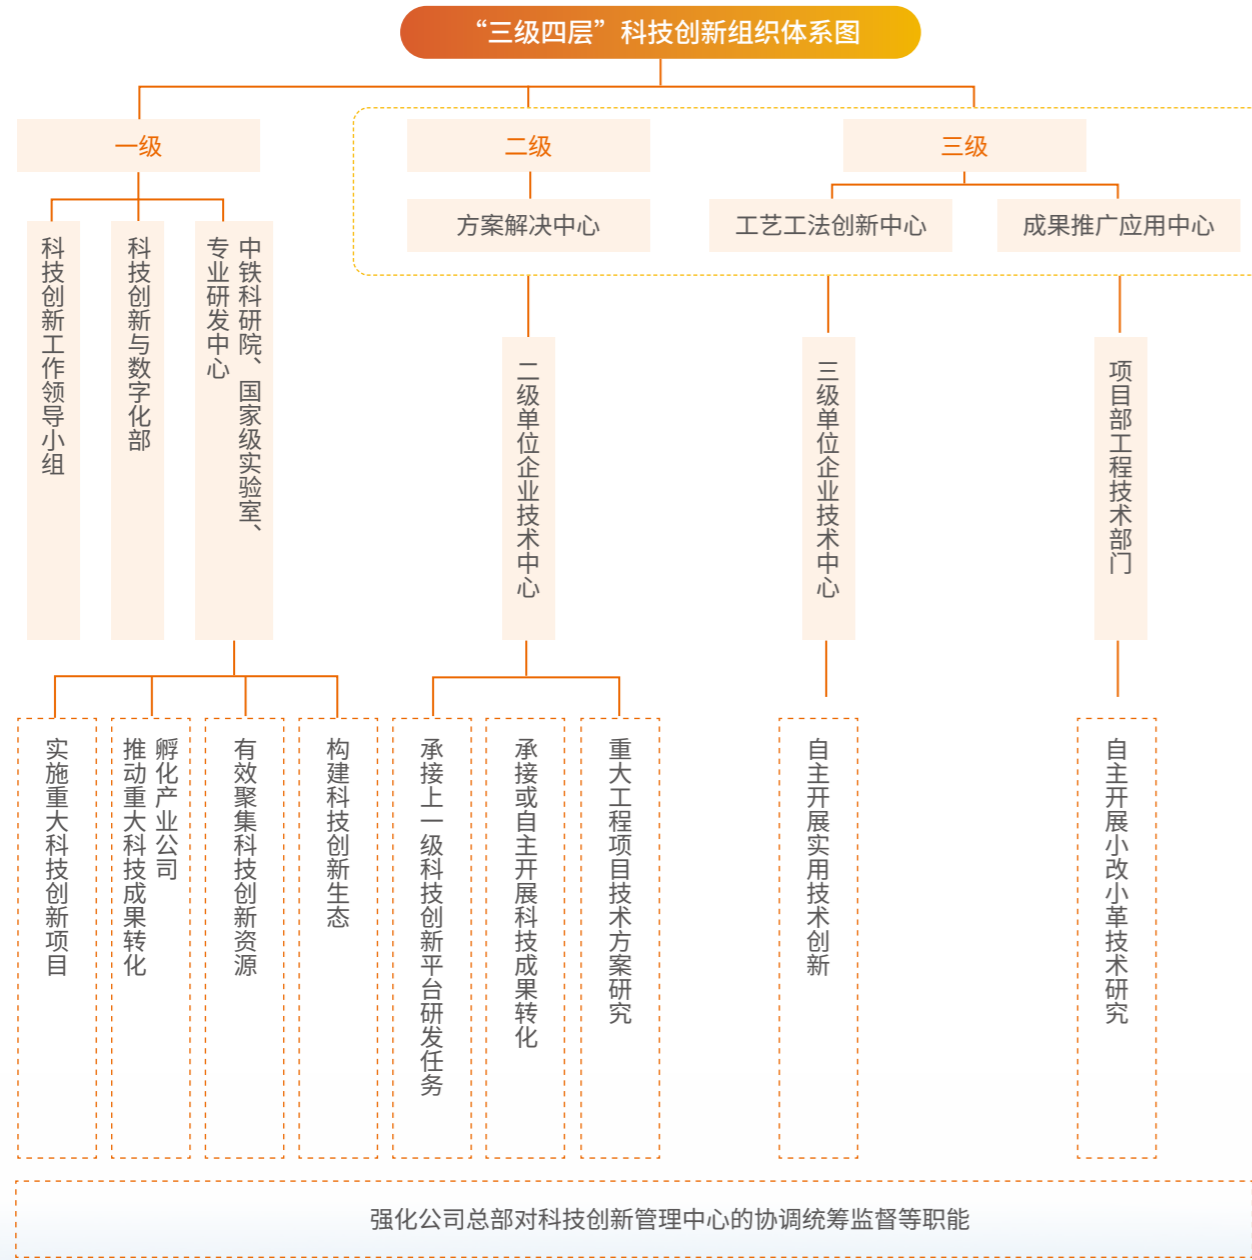 “三级四层”科技创新组织体系图
一级
二级
三级
方案解决中心
工艺工法创新中心
成果推广应用中心
科技创新工作领导小组
科技创新与数字化部
中铁科研院、国家级实验室、
专业研发中心
二级单位企业技术中心
三级单位企业技术中心
项目部工程技术部门
实施重大科技创新项目
孵化产业公司
推动重大科技成果转化
有效聚集科技创新资源
构建科技创新生态
承接上一级科技创新平台研发任务
承接或自主开展科技成果转化
重大工程项目技术方案研究
自主开展实用技术创新
自主开展小改小革技术研究
强化公司总部对科技创新管理中心的协调统筹监督等职能